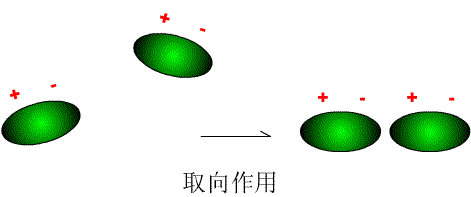 + -
+ -
+ - + -
取向作用